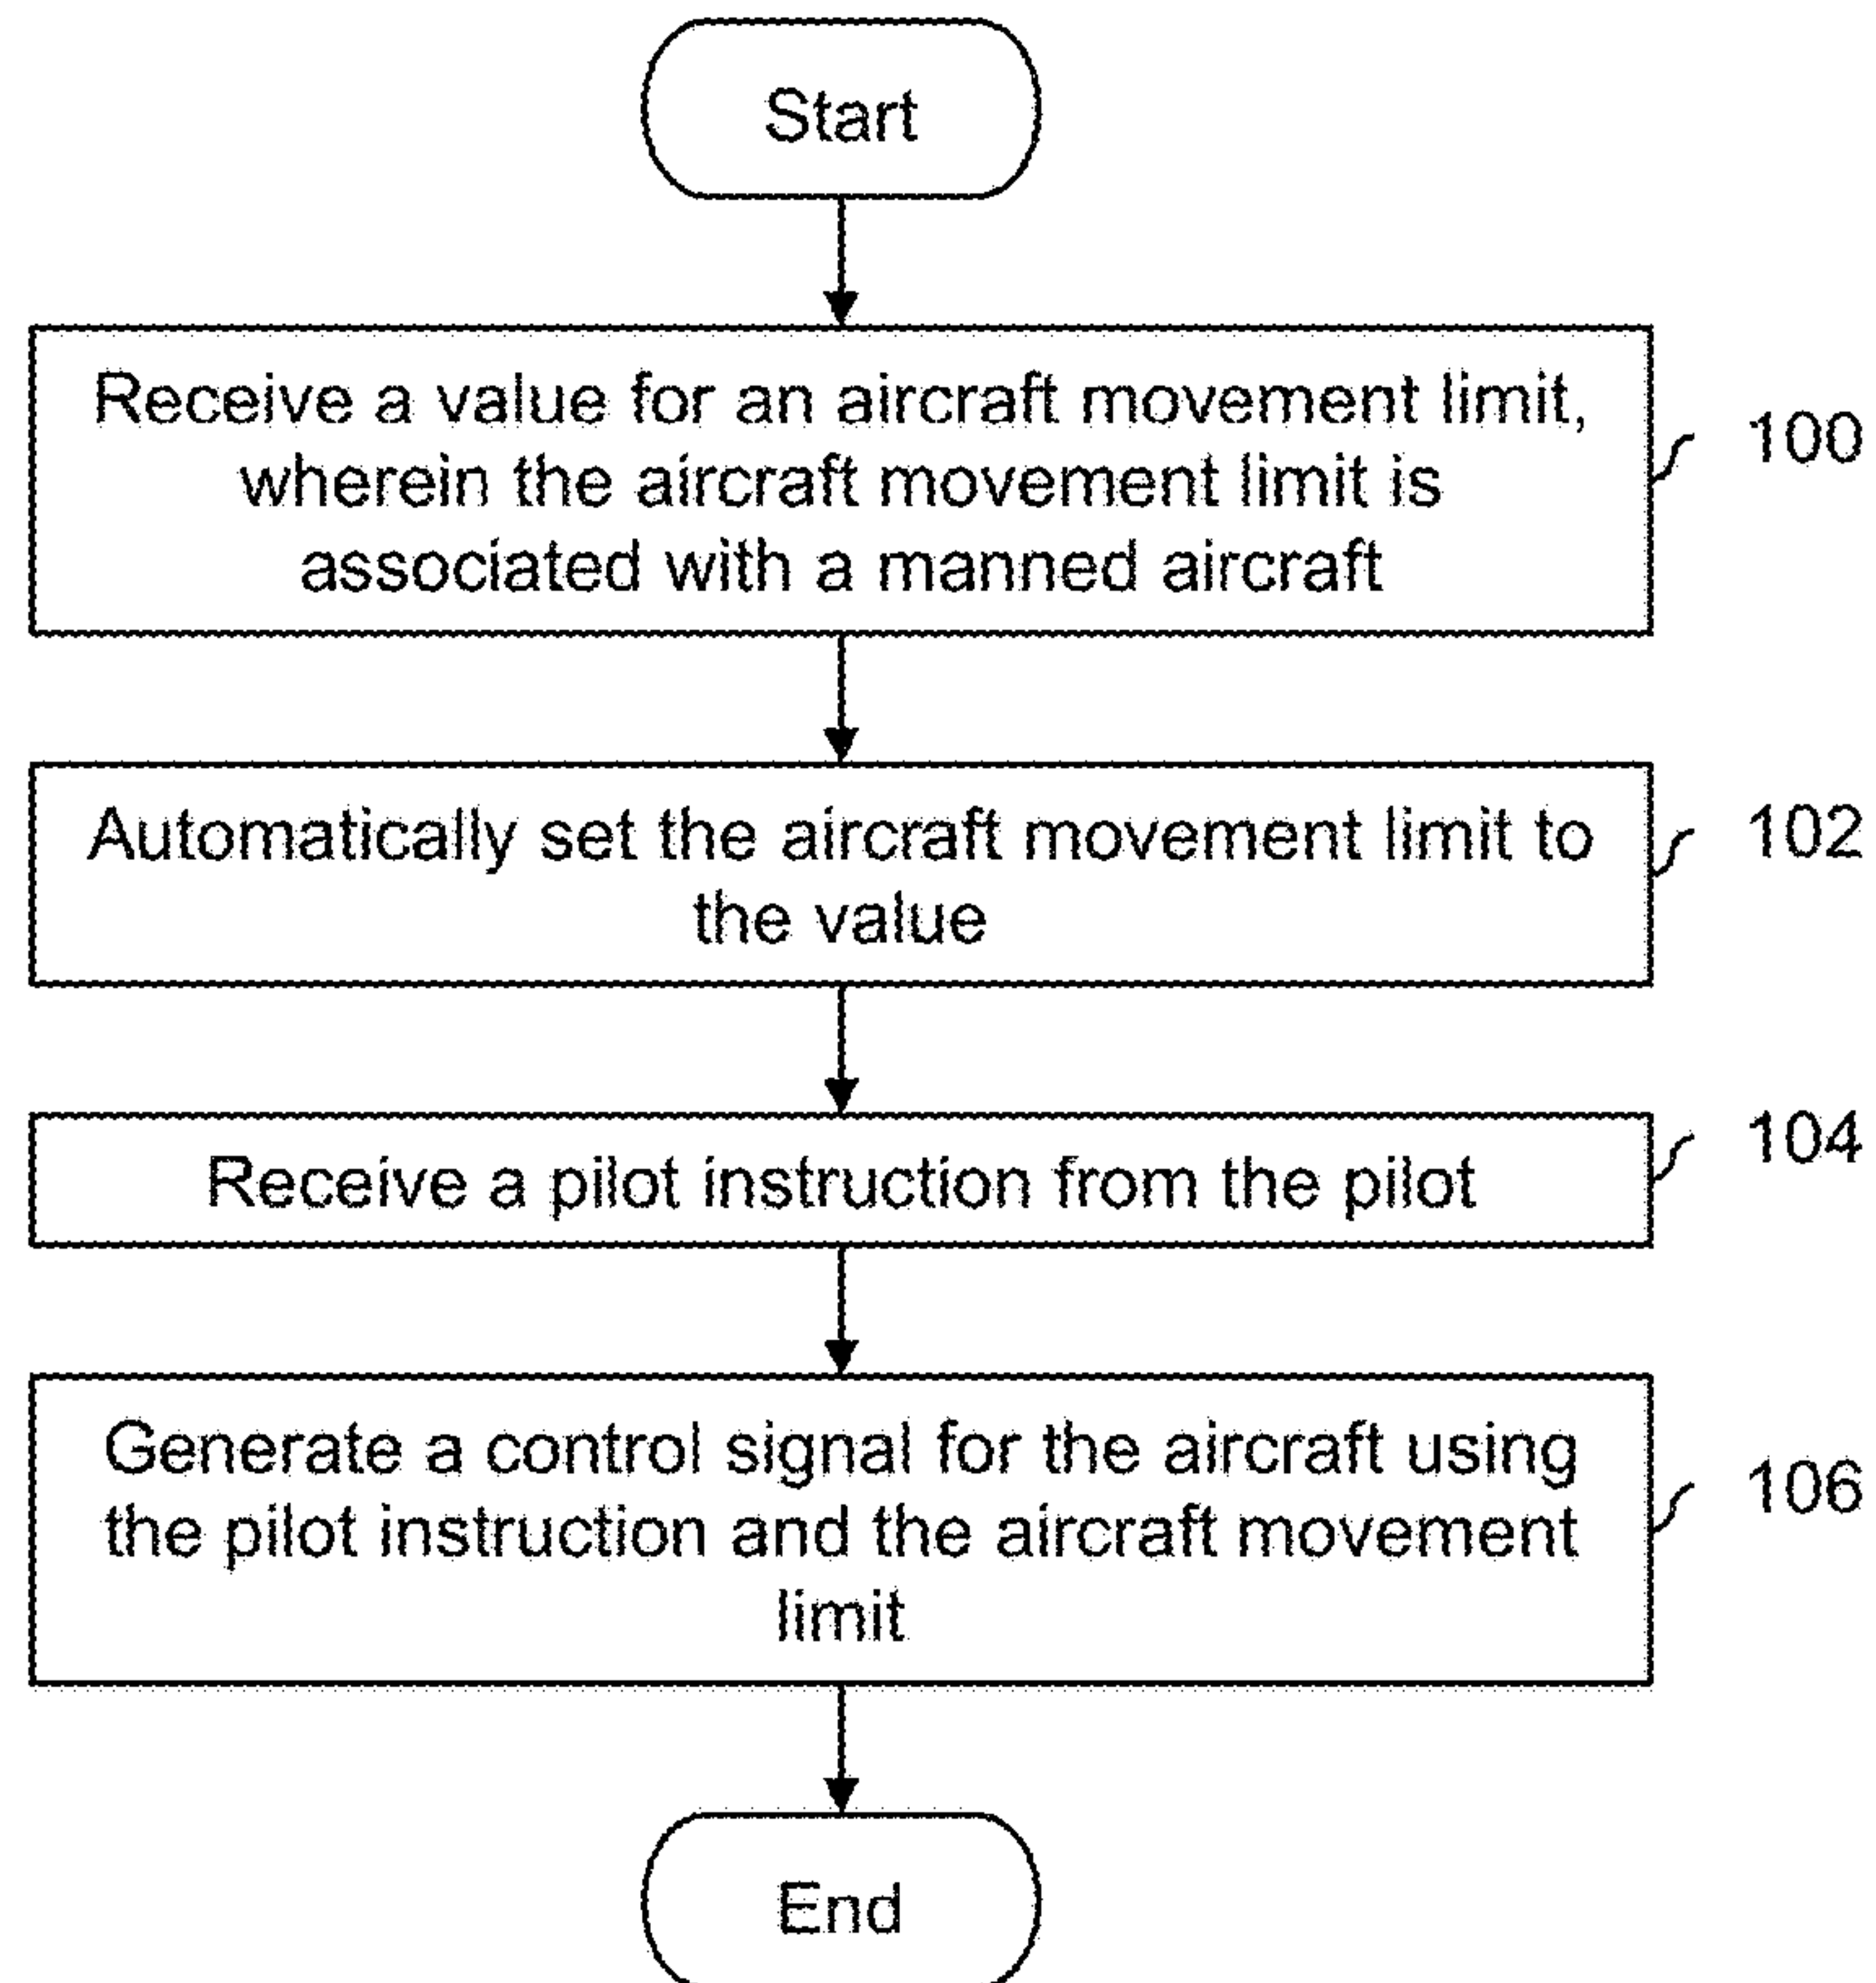 Start
Receive a value for an aircraft movement limit,
wherein the aircraft movement limit is
associated with a manned aircraft
100
Automatically set the aircraft movement limit to
the value
102
Receive a pilot instruction from the pilot
104
Generate a control signal for the aircraft using
the pilot instruction and the aircraft movement
limit
106
End